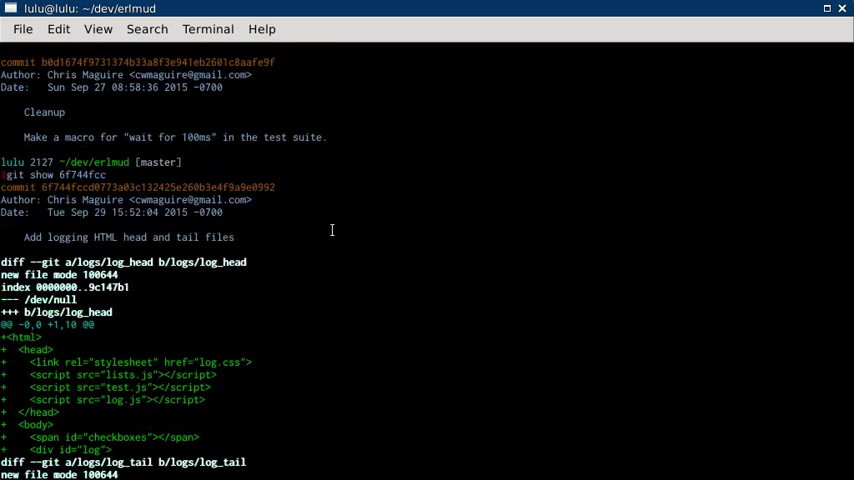 lulu@lulu: ~/dev/erlmud
File Edit View Search Terminal Help
commit b0d1674f9731374b33a8f3e941eb2601c8aafe9f
Author: Chris Maguire <cwmaguire@gmail.com>
Date:   Sun Sep 27 08:58:36 2015 -0700
    Cleanup
    Make a macro for "wait for 100ms" in the test suite.
lulu 2127 ~/dev/erlmud [master]
git show 6f744fcc
commit 6f744fccd0773a03c132425e260b3e4f9a9e0992
Author: Chris Maguire <cwmaguire@gmail.com>
Date:   Tue Sep 29 15:52:04 2015 -0700
    Add logging HTML head and tail files
diff --git a/logs/log_head b/logs/log_head
new file mode 100644
index 0000000..9c147b1
--- /dev/null
+++ b/logs/log_head
@@ -0,0 +1,10 @@
+<html>
+  <head>
+    <link rel="stylesheet" href="log.css">
+    <script src="lists.js"></script>
+    <script src="test.js"></script>
+    <script src="log.js"></script>
+  </head>
+  <body>
+    <span id="checkboxes"></span>
+    <div id="log">
diff --git a/logs/log_tail b/logs/log_tail
new file mode 100644